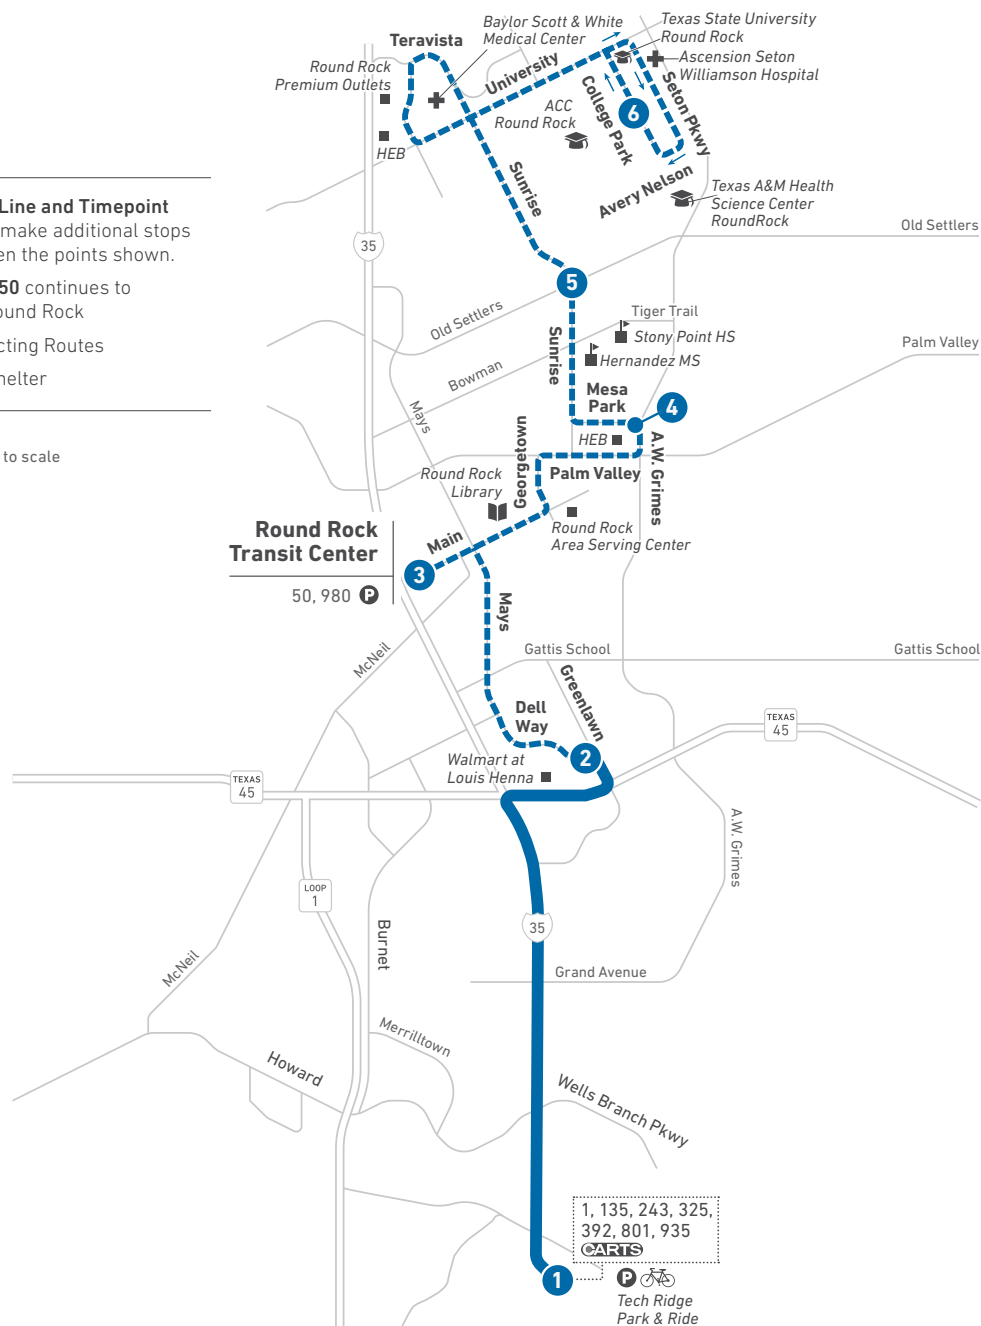 Baylor Scott & White
Medical Center
Texas State University
Round Rock
Teravista
Ascension Seton
Williamson Hospital
Round Rock
Premium Outlets
University
College Park
Seton Pkwy
6
ACC
Round Rock
HEB
Sunrise
Avery Nelson
Texas A&M Health
Science Center
RoundRock
Line and Timepoint
make additional stops
en the points shown.
50 continues to
ound Rock
cting Routes
helter
to scale
35
Old Settlers
5
Old Settlers
Tiger Trail
Stony Point HS
Sunrise
Hernandez MS
Palm Valley
Bowman
Mesa
Park
4
Mays
HEB
Georgetown
A.W. Grimes
Palm Valley
Round Rock
Library
Round Rock
Area Serving Center
Round Rock
Transit Center
Main
3
50, 980 P
Mays
McNeil
Gattis School
Gattis School
Greenlawn
Dell
Way
TEXAS
45
2
Walmart at
Louis Henna
TEXAS
45
A.W. Grimes
LOOP
1
35
Burnet
McNeil
Grand Avenue
Merrilltown
Howard
Wells Branch Pkwy
1, 135, 243, 325,
392, 801, 935
CARTS
1
P
Tech Ridge
Park & Ride